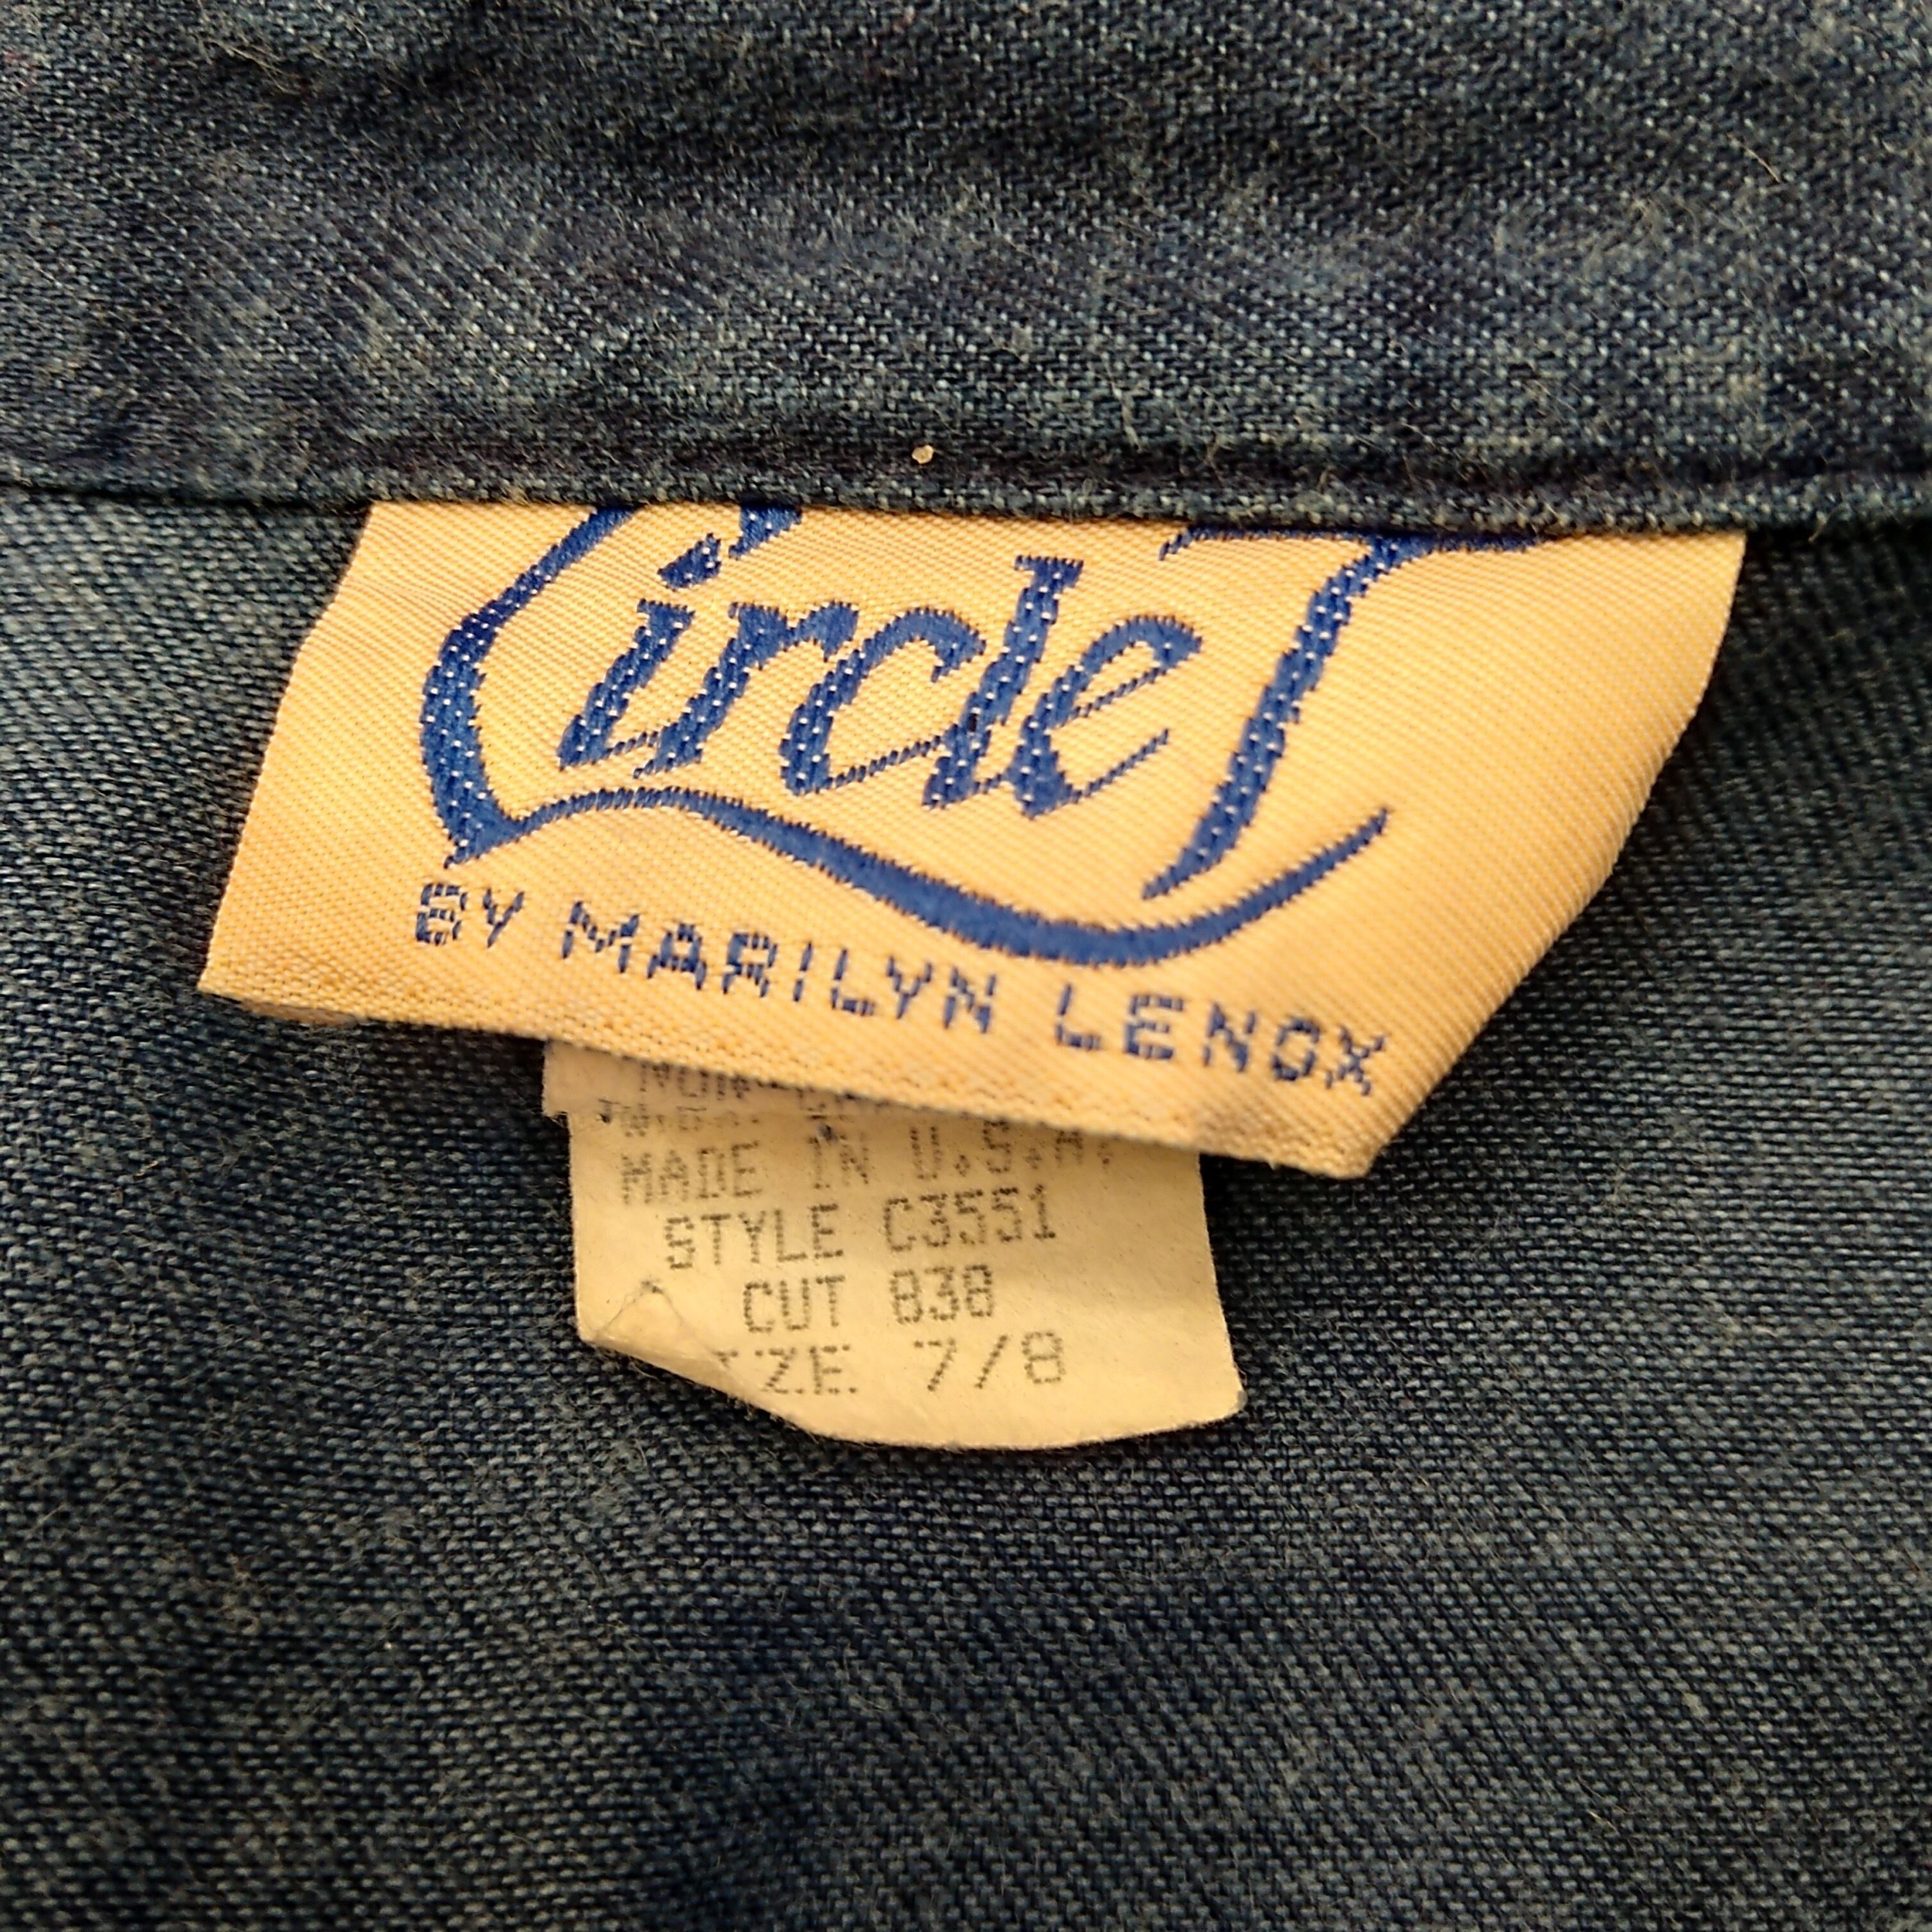 Circle T
BY MARILYN LENOX
MADE IN U.S.A.
STYLE C3551
CUT 838
7/8